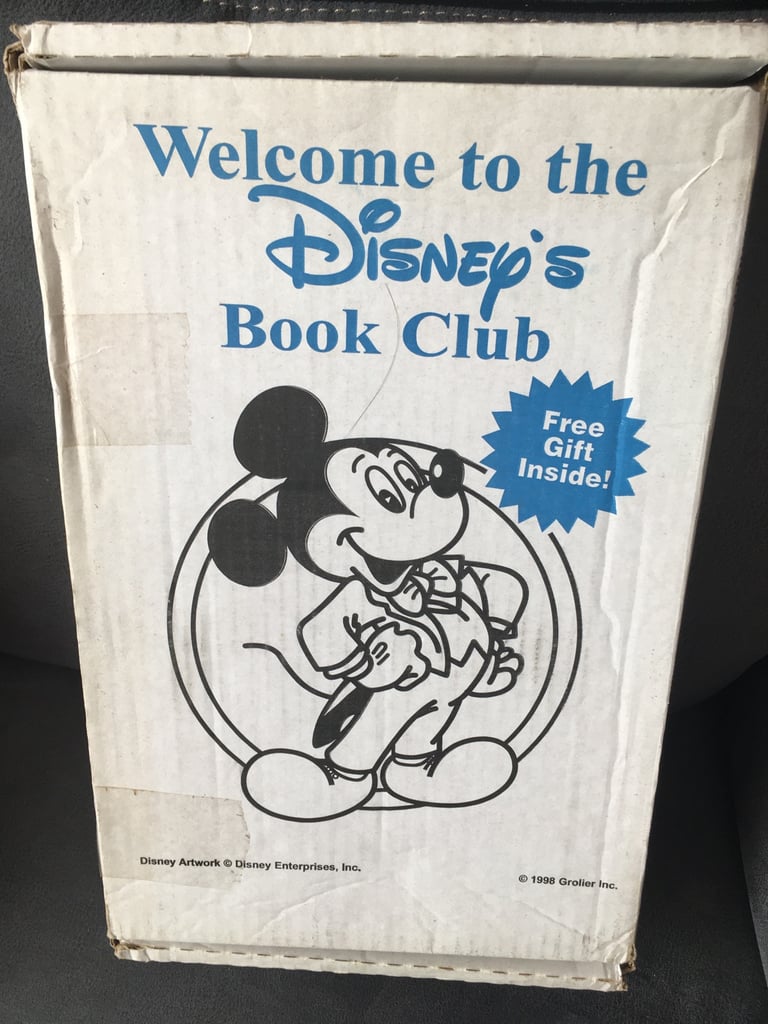 Welcome to the
Disney's
Book Club
Free
Gift
Inside!
Disney Artwork © Disney Enterprises, Inc.
© 1998 Grolier Inc.